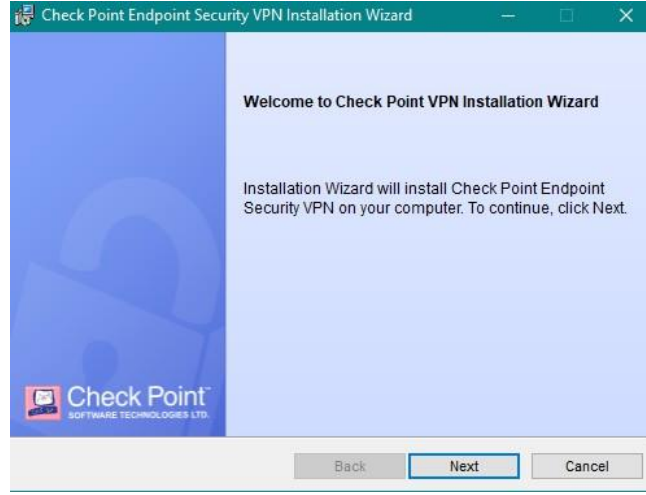 Check Point Endpoint Security VPN Installation Wizard
Welcome to Check Point VPN Installation Wizard
Installation Wizard will install Check Point Endpoint
Security VPN on your computer. To continue, click Next.
Check Point™
SOFTWARE TECHNOLOGIES LTD.
Back
Next
Cancel